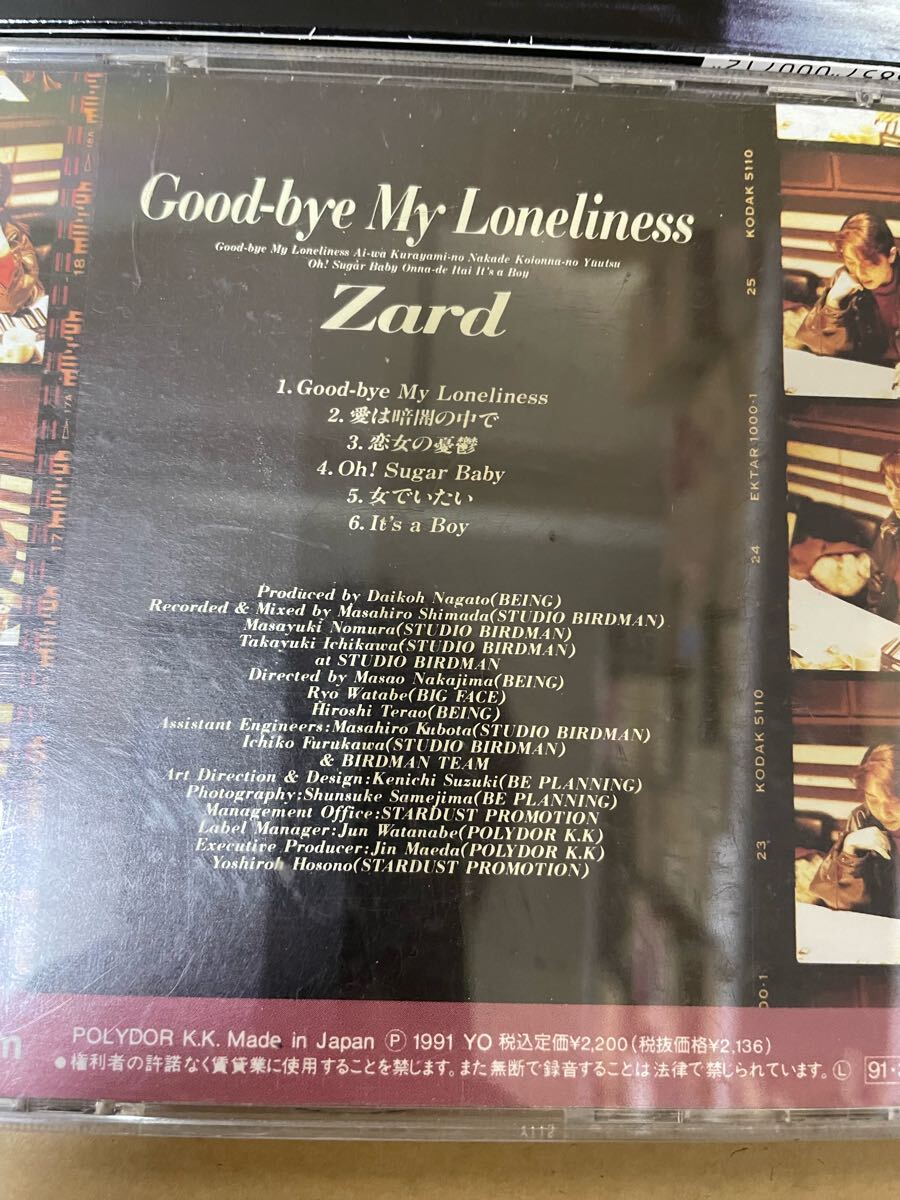 Good-bye My Loneliness
Good-bye My Loneliness Ai-wa Kurayami-no Nakade Koionna-no Yuutsu
Oh! Sugar Baby Onna-de Itai It's a Boy
Zard
1. Good-bye My Loneliness
2. 愛は暗闇の中で
3. 恋女の憂鬱
4. Oh! Sugar Baby
5. 女でいたい
6. It's a Boy
Produced by Daikoh Nagato(BEING)
Recorded & Mixed by Masahiro Shimada(STUDIO BIRDMAN)
Masayuki Nomura(STUDIO BIRDMAN)
Takayuki Ichikawa(STUDIO BIRDMAN)
at STUDIO BIRDMAN
Directed by Masao Nakajima(BEING)
Ryo Watabe(BIG FACE)
Hiroshi Terao(BEING)
Assistant Engineers:Masahiro Kubota(STUDIO BIRDMAN)
Ichiko Furukawa(STUDIO BIRDMAN)
& BIRDMAN TEAM
Art Direction & Design:Kenichi Suzuki(BE PLANNING)
Photography:Shunsuke Samejima(BE PLANNING)
Management Office:STARDUST PROMOTION
Label Manager:Jun Watanabe(POLYDOR K.K)
Executive Producer:Jin Maeda(POLYDOR K.K)
Yoshiroh Hosono(STARDUST PROMOTION)
25 KODAK 5110
24 EKTAR 1000-1
23 KODAK 5110
POLYDOR K.K. Made in Japan Ⓟ 1991 YO 税込定価¥2,200(税抜価格¥2,136)
●権利者の許諾なく賃貸業に使用することを禁じます。また無断で録音することは法律で禁じられています。Ⓛ 91·